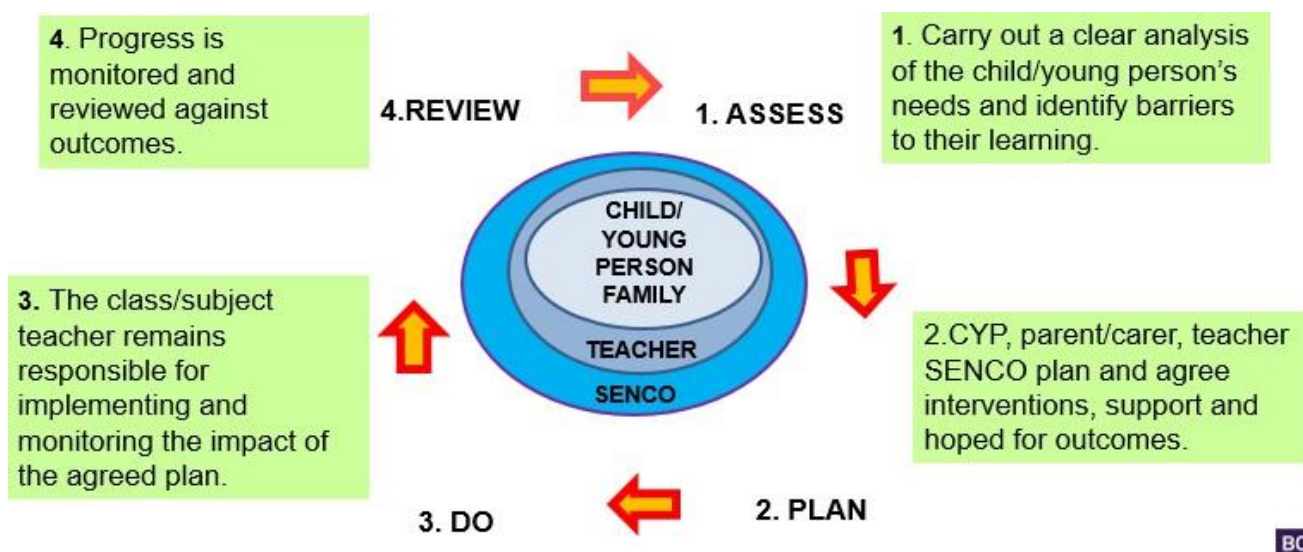 4. Progress is
monitored and
reviewed against
outcomes.
4.REVIEW
1. ASSESS
1. Carry out a clear analysis
of the child/young person’s
needs and identify barriers
to their learning.
CHILD/
YOUNG
PERSON
FAMILY
TEACHER
SENCO
3. The class/subject
teacher remains
responsible for
implementing and
monitoring the impact of
the agreed plan.
2.CYP, parent/carer, teacher
SENCO plan and agree
interventions, support and
hoped for outcomes.
3. DO
2. PLAN